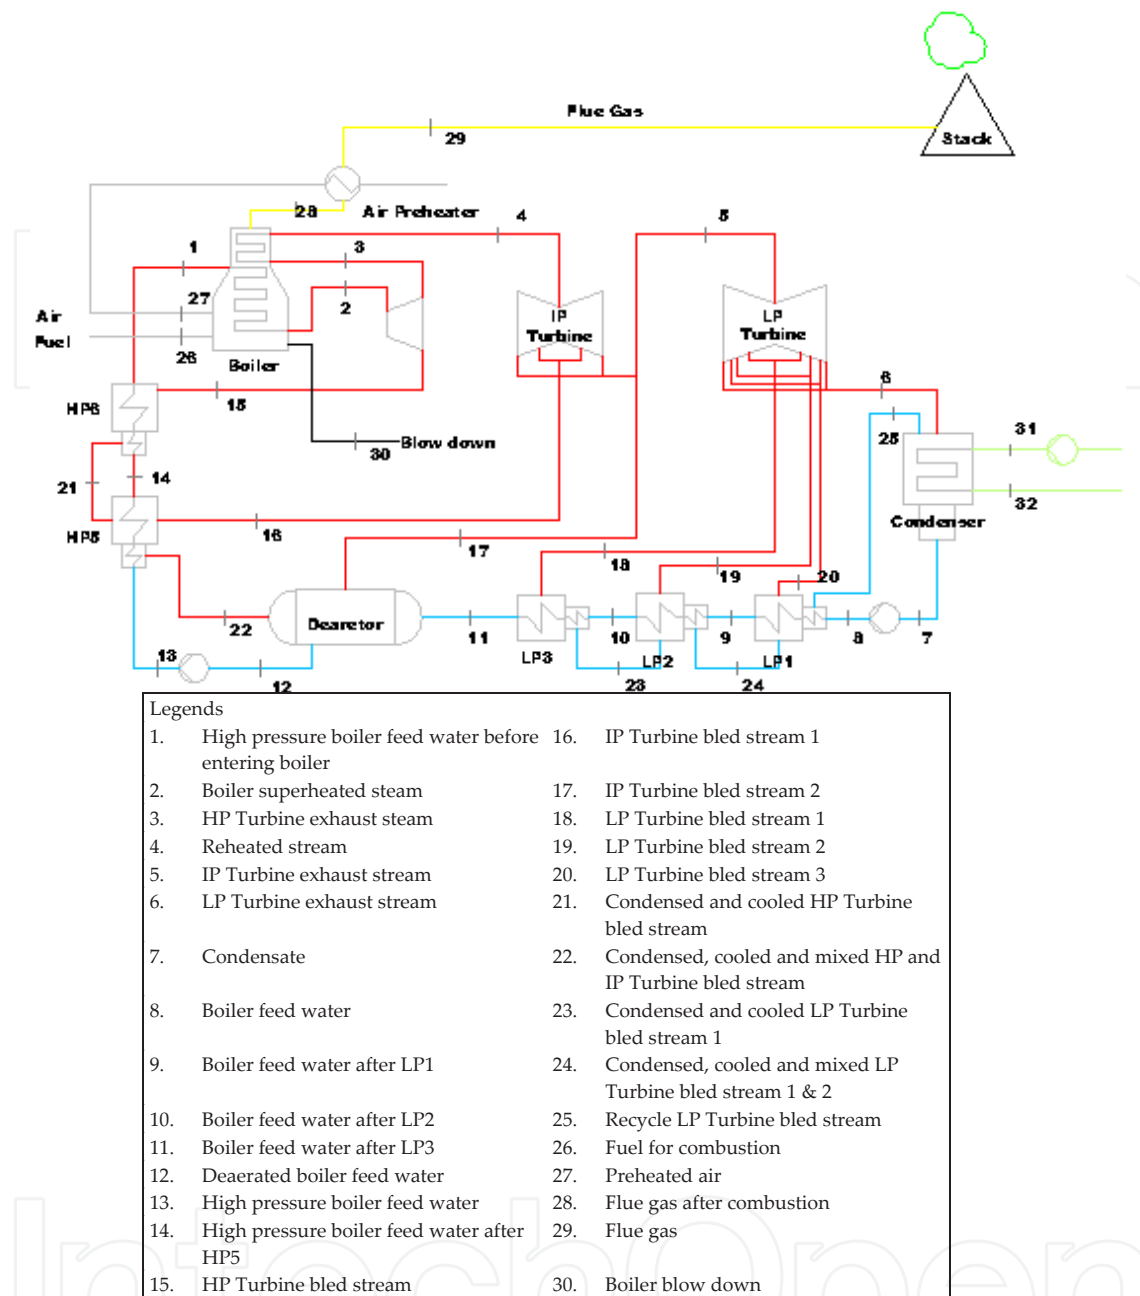 Flue Gas
29
Stack
28
Air Preheater
4
5
1
3
27
2
IP
Turbine
LP
Turbine
Air
Fuel
26
Boiler
6
15
HP6
25
31
Blow down
30
14
21
32
Condenser
16
HP5
17
18
19
20
22
Dearetor
11
10
9
8
7
13
LP3
LP2
LP1
12
23
24
Legends
1. High pressure boiler feed water before entering boiler
16. IP Turbine bled stream 1
2. Boiler superheated steam
17. IP Turbine bled stream 2
3. HP Turbine exhaust steam
18. LP Turbine bled stream 1
4. Reheated stream
19. LP Turbine bled stream 2
5. IP Turbine exhaust stream
20. LP Turbine bled stream 3
6. LP Turbine exhaust stream
21. Condensed and cooled HP Turbine bled stream
7. Condensate
22. Condensed, cooled and mixed HP and IP Turbine bled stream
8. Boiler feed water
23. Condensed and cooled LP Turbine bled stream 1
9. Boiler feed water after LP1
24. Condensed, cooled and mixed LP Turbine bled stream 1 & 2
10. Boiler feed water after LP2
25. Recycle LP Turbine bled stream
11. Boiler feed water after LP3
26. Fuel for combustion
12. Deaerated boiler feed water
27. Preheated air
13. High pressure boiler feed water
28. Flue gas after combustion
14. High pressure boiler feed water after HP5
29. Flue gas
15. HP Turbine bled stream
30. Boiler blow down
IntechOpen